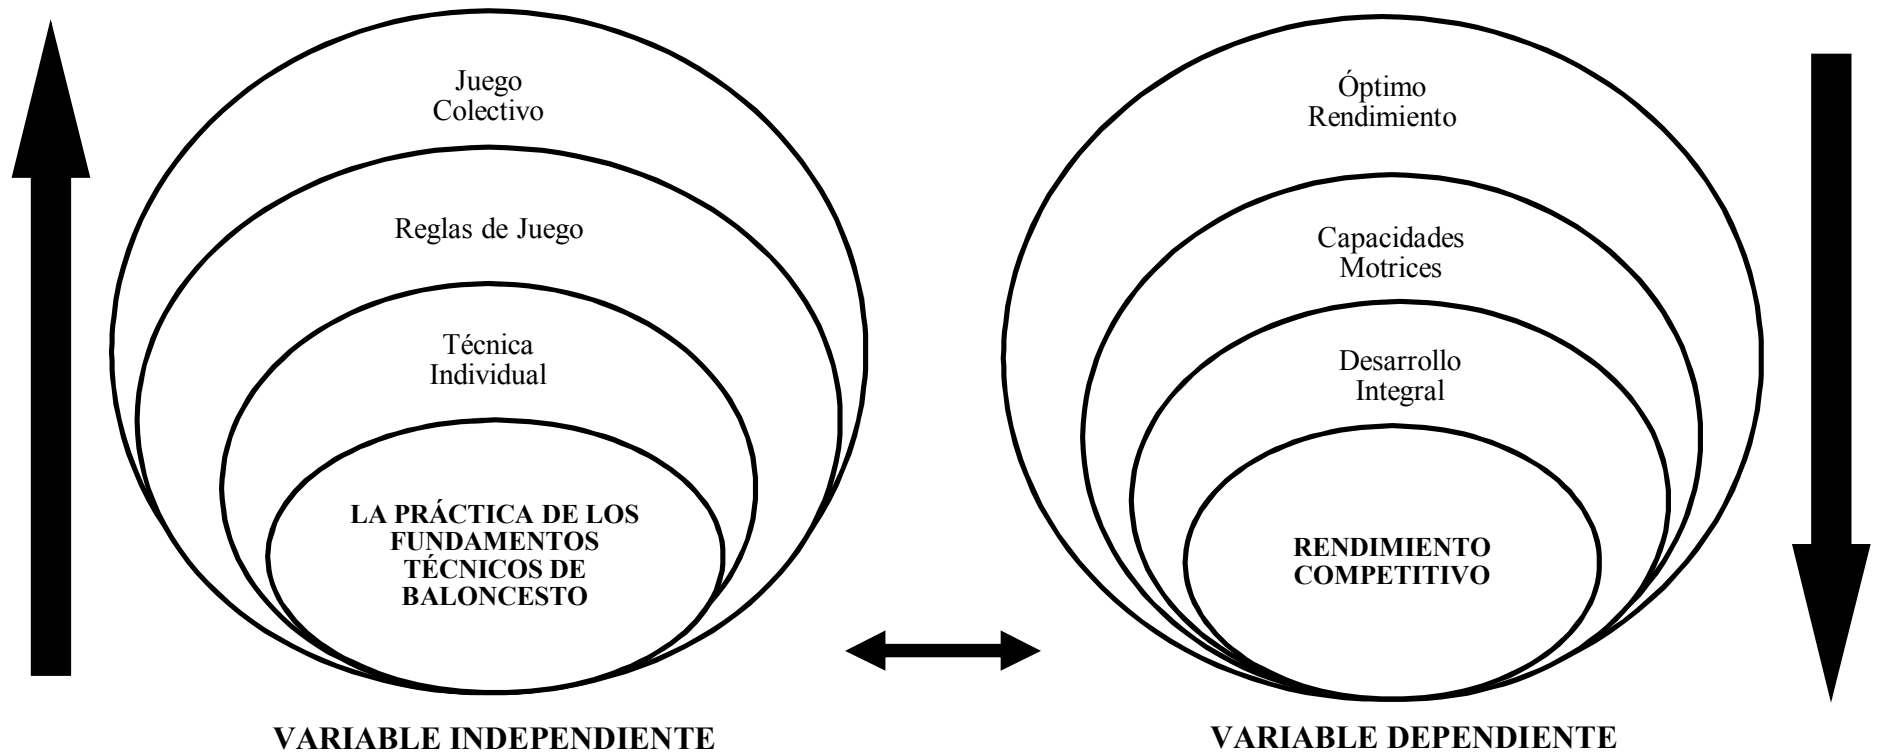 Juego
Colectivo
Reglas de Juego
Técnica
Individual
LA PRÁCTICA DE LOS
FUNDAMENTOS
TÉCNICOS DE
BALONCESTO
VARIABLE INDEPENDIENTE
Óptimo
Rendimiento
Capacidades
Motrices
Desarrollo
Integral
RENDIMIENTO
COMPETITIVO
VARIABLE DEPENDIENTE